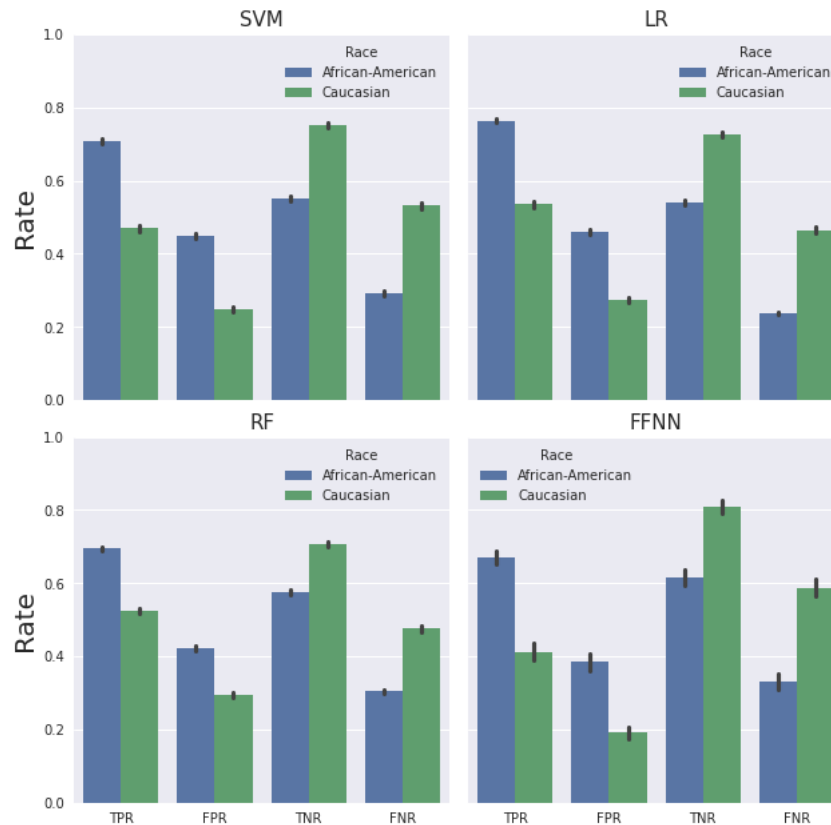 SVM
LR
1.0
0.8
0.6
0.4
0.2
0.0
Rate
Race
African-American
Caucasian
Race
African-American
Caucasian
RF
FFNN
1.0
0.8
0.6
0.4
0.2
0.0
Rate
Race
African-American
Caucasian
Race
African-American
Caucasian
TPR FPR TNR FNR
TPR FPR TNR FNR